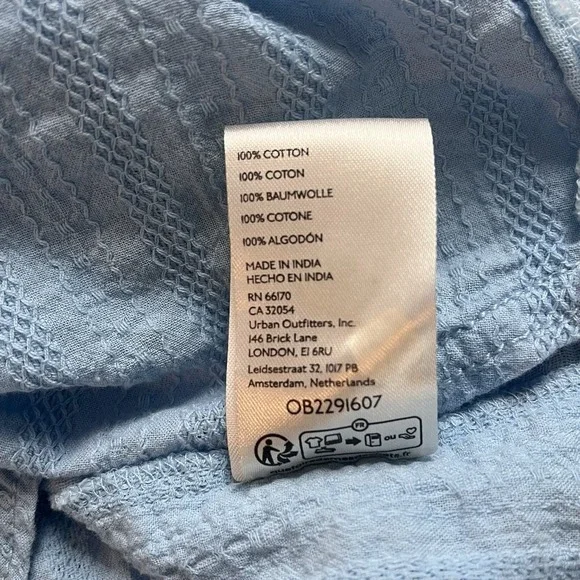 100% COTTON
100% COTON
100% BAUMWOLLE
100% COTONE
100% ALGODÓN
MADE IN INDIA
HECHO EN INDIA
RN 66170
CA 32054
Urban Outfitters, Inc.
146 Brick Lane
LONDON, E1 6RU
Leidsestraat 32, 1017 PB
Amsterdam, Netherlands
OB2291607
FR
ou